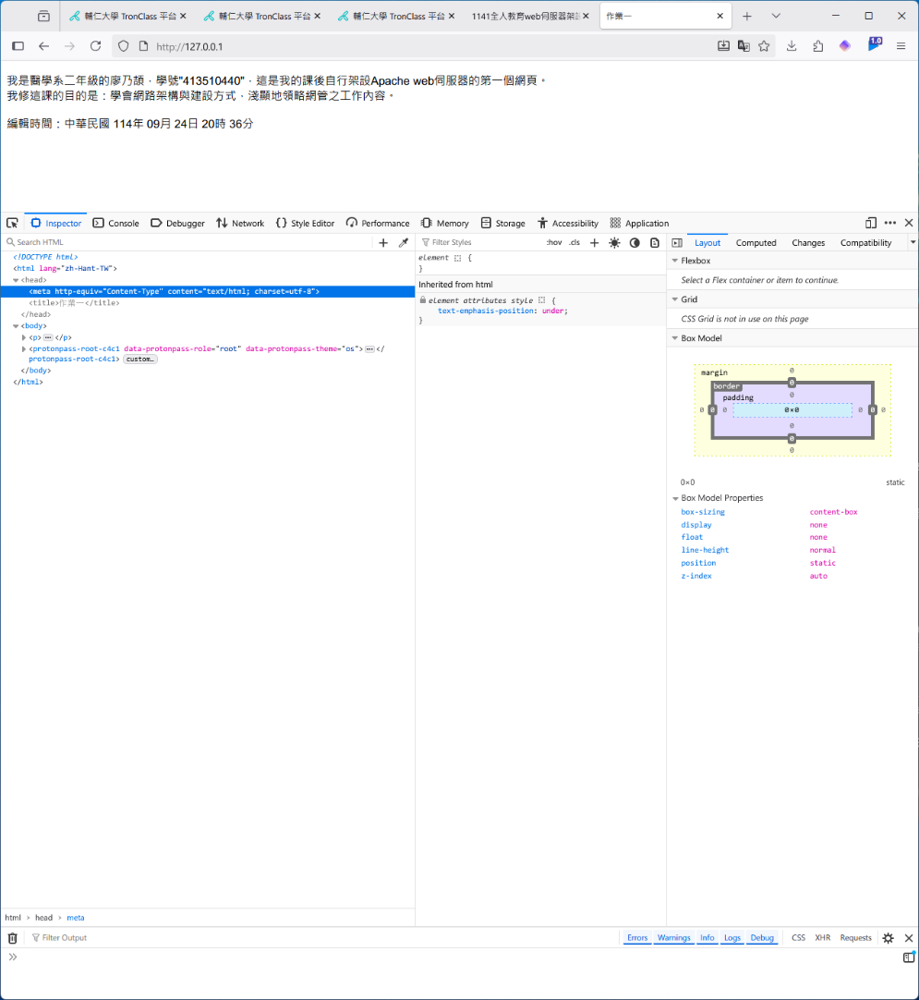 輔仁大學 TronClass 平台
輔仁大學 TronClass 平台
輔仁大學 TronClass 平台
1141全人教育web伺服器架設
作業一
http://127.0.0.1
1.0
我是醫學系二年級的廖乃頡，學號"413510440"，這是我的課後自行架設Apache web伺服器的第一個網頁。
我修這課的目的是：學會網路架構與建設方式，淺顯地領略網管之工作內容。
編輯時間：中華民國 114年 09月 24日 20時 36分
Inspector Console Debugger Network Style Editor Performance Memory Storage Accessibility Application
Search HTML
Filter Styles
:hov .cls
Layout Computed Changes Compatibility
<!DOCTYPE html>
<html lang="zh-Hant-TW">
<head>
<meta http-equiv="Content-Type" content="text/html; charset=utf-8">
<title>作業一</title>
</head>
<body>
<p>⋯</p>
<protonpass-root-c4c1 data-protonpass-role="root" data-protonpass-theme="os">⋯</
protonpass-root-c4c1> custom…
</body>
</html>
element {
}
Inherited from html
element attributes style {
text-emphasis-position: under;
}
Flexbox
Select a Flex container or item to continue.
Grid
CSS Grid is not in use on this page
Box Model
margin
0
border
0
padding
0
0 0 0 0×0 0 0 0
0
0
0
0×0 static
Box Model Properties
box-sizing content-box
display none
float none
line-height normal
position static
z-index auto
html > head > meta
Filter Output
Errors Warnings Info Logs Debug CSS XHR Requests